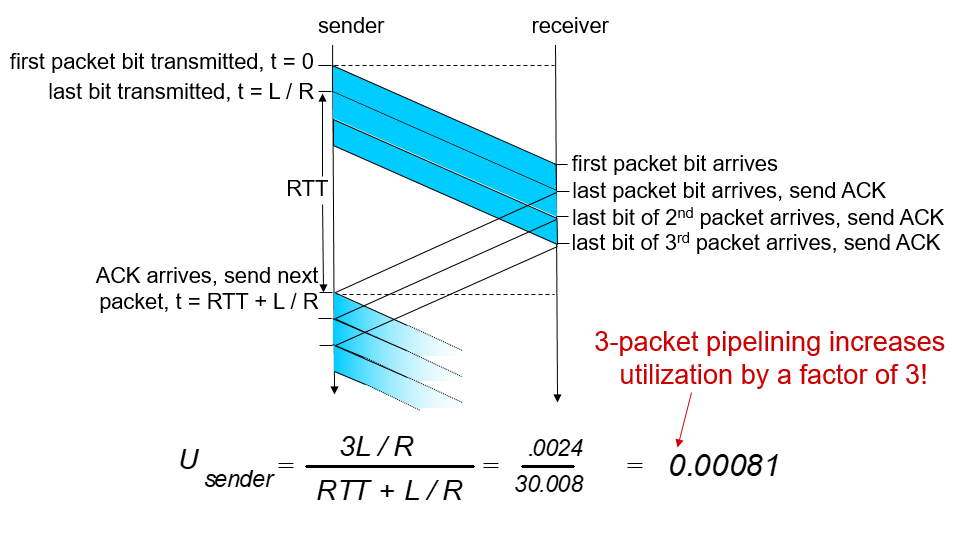 sender
receiver
first packet bit transmitted, t = 0
last bit transmitted, t = L / R
RTT
first packet bit arrives
last packet bit arrives, send ACK
last bit of 2nd packet arrives, send ACK
last bit of 3rd packet arrives, send ACK
ACK arrives, send next
packet, t = RTT + L / R
3-packet pipelining increases
utilization by a factor of 3!
U sender = 3L / R / RTT + L / R = .0024 / 30.008 = 0.00081